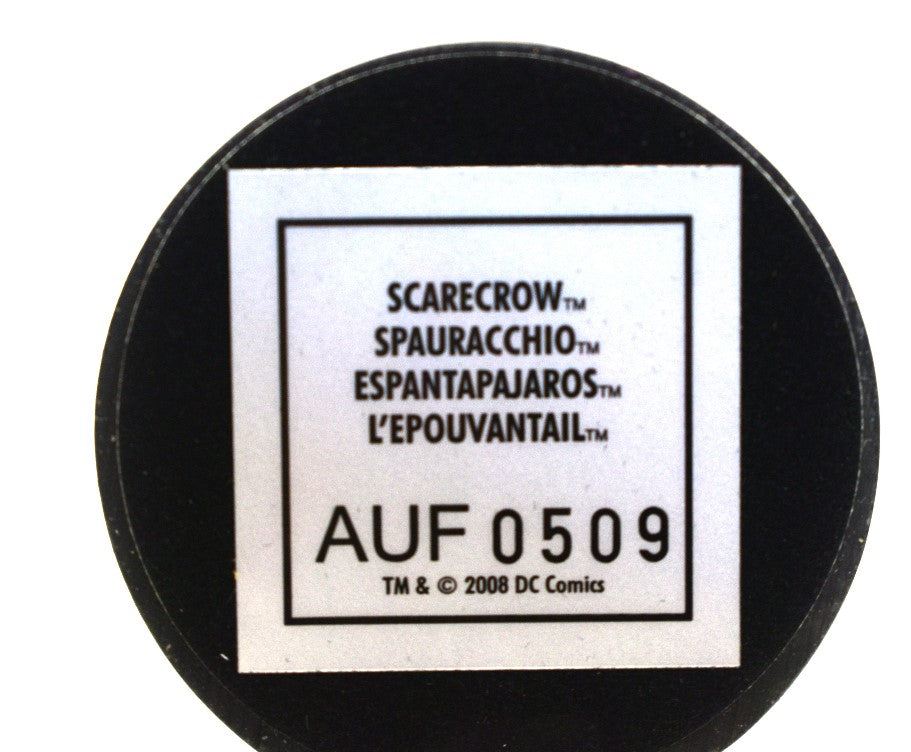 SCARECROW™
SPAURACCHIO™
ESPANTAPAJAROS™
L'EPOUVANTAIL™
AUF 0509
TM & © 2008 DC Comics